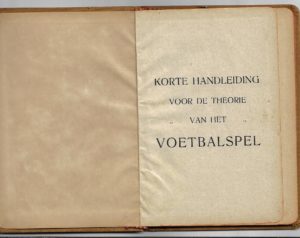 KORTE HANDLEIDING
VOOR DE THEORIE
„ VAN HET „
VOETBALSPEL